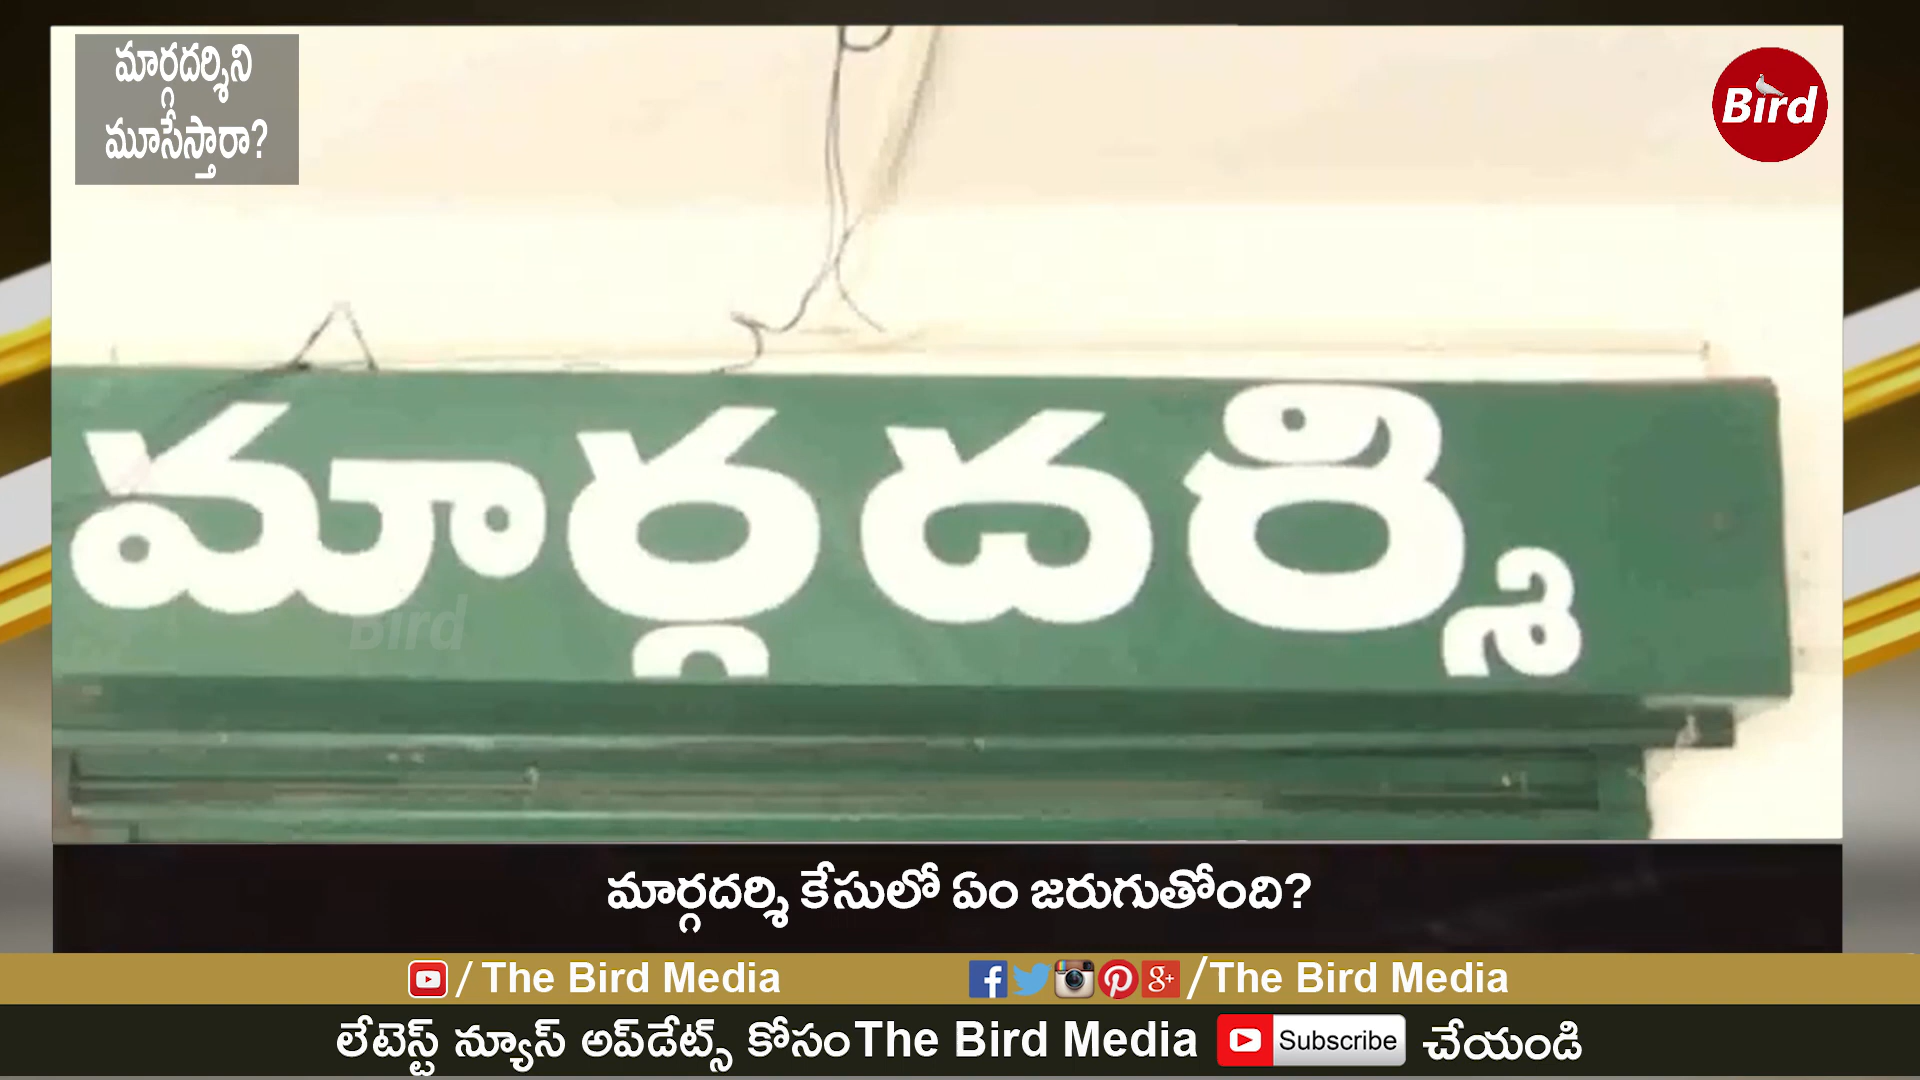 మార్గదర్శిని
మూసేస్తారా?
Bird
మార్గదర్శి
Bird
మార్గదర్శి కేసులో ఏం జరుగుతోంది?
/ The Bird Media
/The Bird Media
లేటెస్ట్ న్యూస్ అప్‌డేట్స్ కోసం The Bird Media Subscribe చేయండి